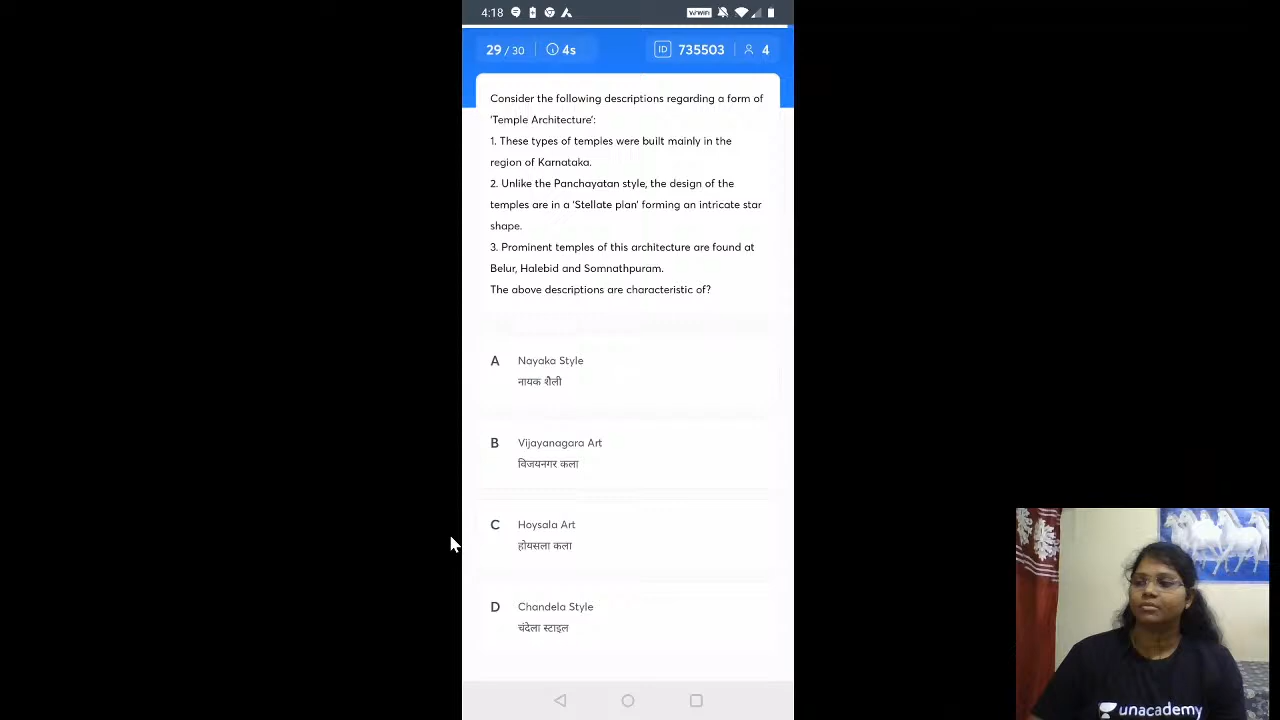 4:18
29 / 30 4s ID 735503 4
Consider the following descriptions regarding a form of
'Temple Architecture':
1. These types of temples were built mainly in the
region of Karnataka.
2. Unlike the Panchayatan style, the design of the
temples are in a 'Stellate plan' forming an intricate star
shape.
3. Prominent temples of this architecture are found at
Belur, Halebid and Somnathpuram.
The above descriptions are characteristic of?
A Nayaka Style
नायक शैली
B Vijayanagara Art
विजयनगर कला
C Hoysala Art
होयसला कला
D Chandela Style
चंदेला स्टाइल
unacademy